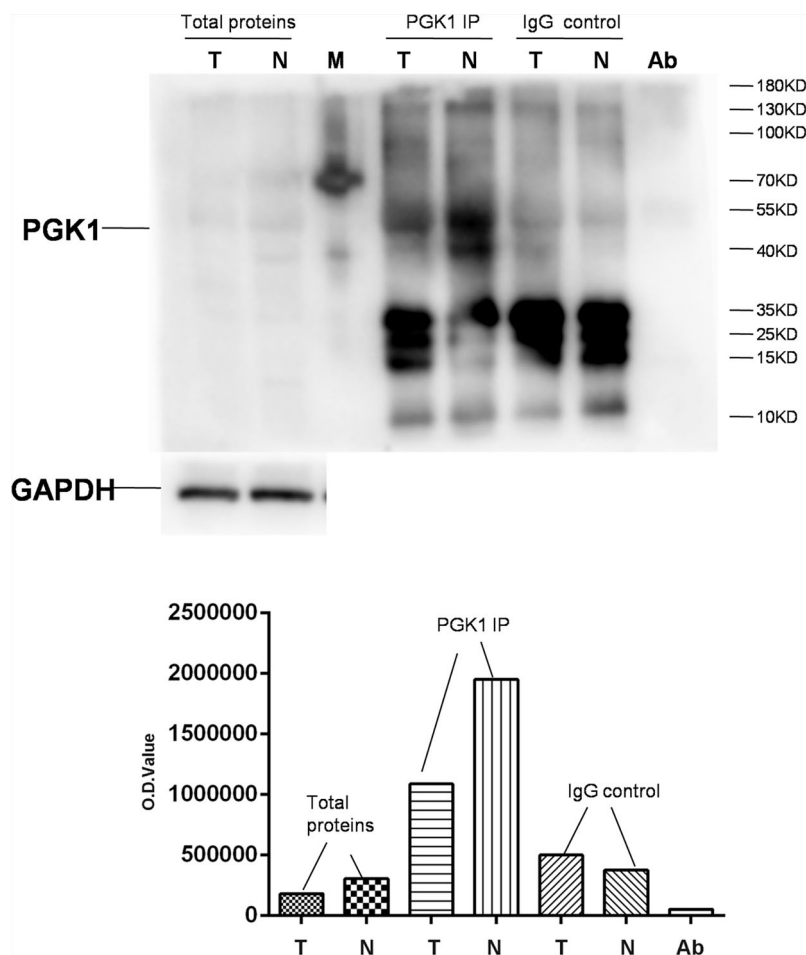 Total proteins PGK1 IP IgG control
T N M T N T N Ab
180KD
130KD
100KD
70KD
55KD
PGK1
40KD
35KD
25KD
15KD
10KD
GAPDH
2500000
PGK1 IP
2000000
1500000
O.D.Value
1000000
IgG control
Total
proteins
500000
0
T N T N T N Ab